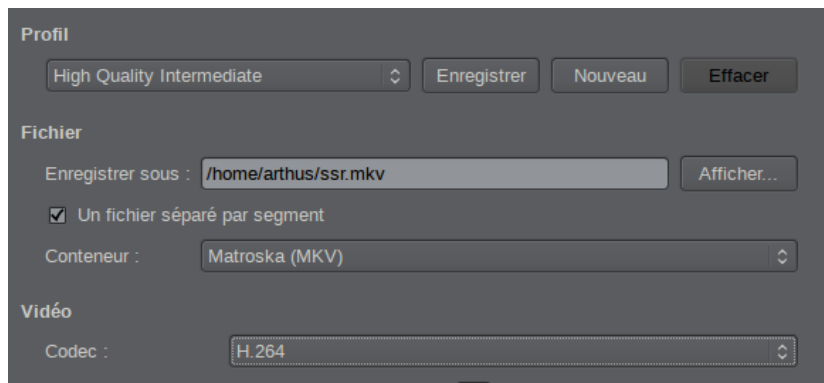 Profil
High Quality Intermediate Enregistrer Nouveau Effacer
Fichier
Enregistrer sous : /home/arthus/ssr.mkv Afficher...
Un fichier séparé par segment
Conteneur : Matroska (MKV)
Vidéo
Codec : H.264